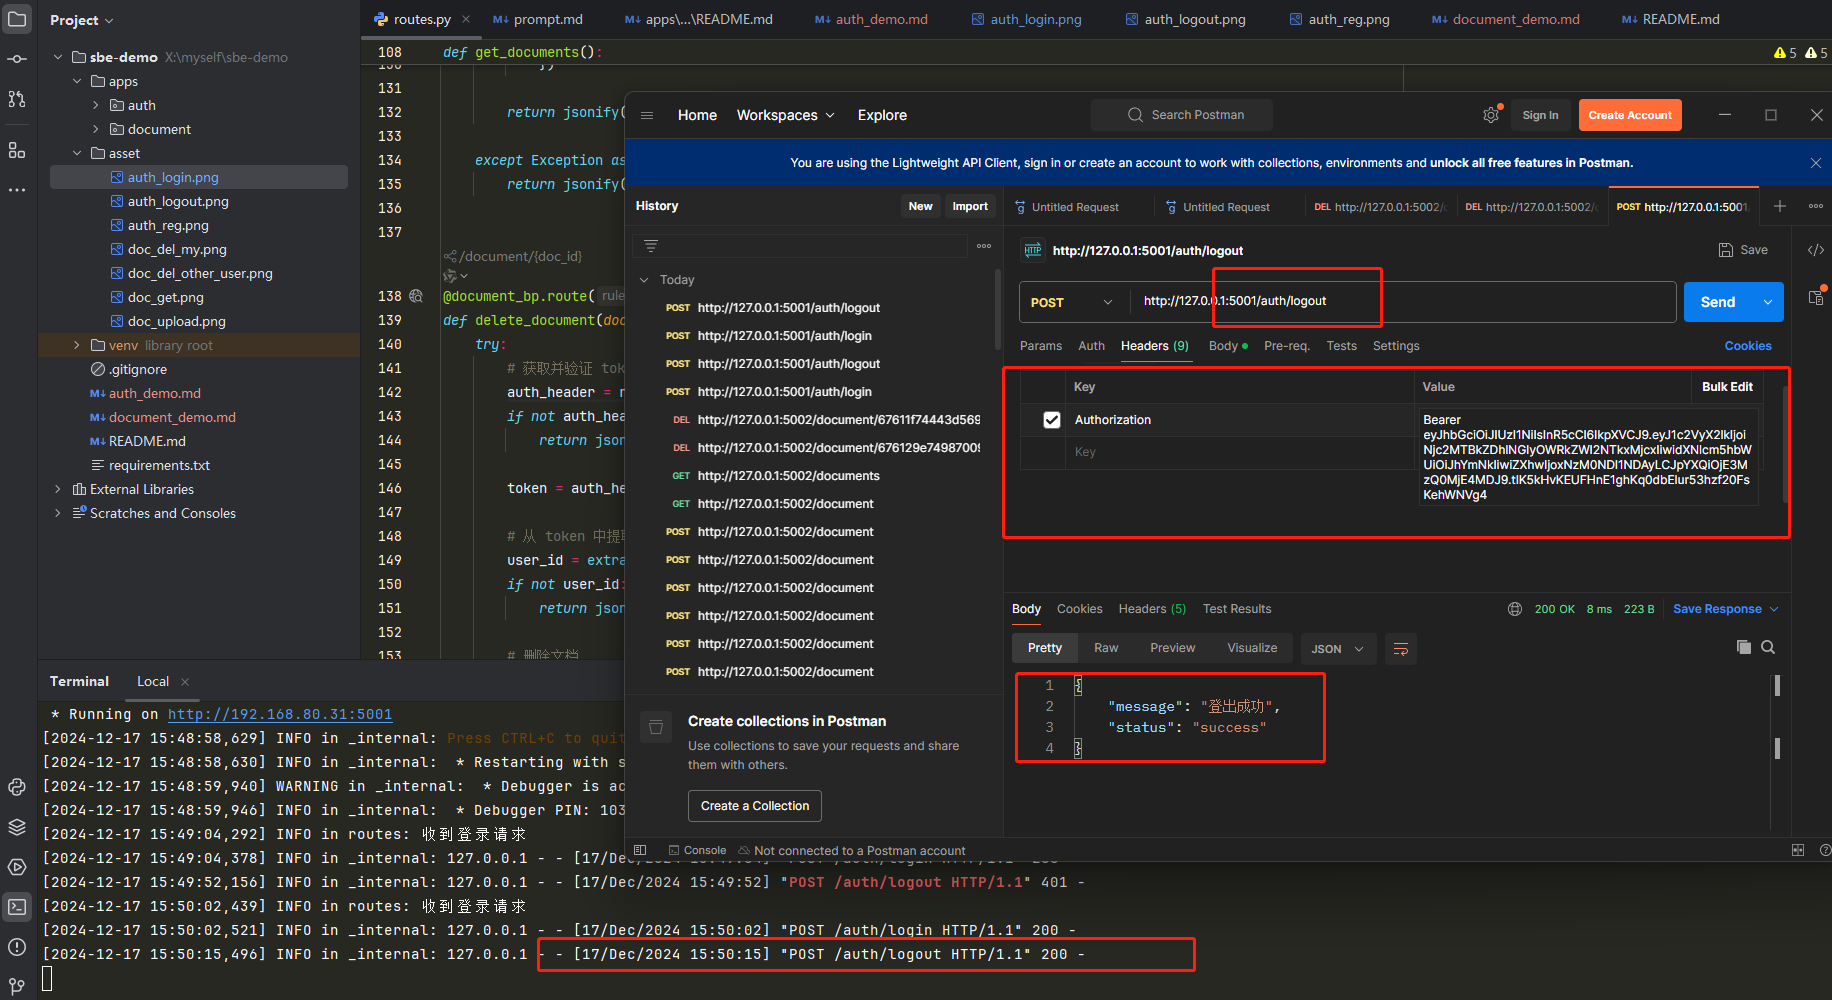 Project
sbe-demo X:\myself\sbe-demo
apps
auth
document
asset
auth_login.png
auth_logout.png
auth_reg.png
doc_del_my.png
doc_del_other_user.png
doc_get.png
doc_upload.png
venv library root
.gitignore
auth_demo.md
document_demo.md
README.md
requirements.txt
External Libraries
Scratches and Consoles
routes.py prompt.md apps\...\README.md auth_demo.md auth_login.png auth_logout.png auth_reg.png document_demo.md README.md
108 def get_documents():
5 5
131
132 return jsonify(
133
134 except Exception as
135 return jsonify(
136
137
/document/{doc_id}
138 @document_bp.route( rule
139 def delete_document(doc
140 try:
141 # 获取并验证 tok
142 auth_header = r
143 if not auth_hea
144 return json
145
146 token = auth_he
147
148 # 从 token 中提取
149 user_id = extra
150 if not user_id:
151 return json
152
153 # 删除文档
Home Workspaces Explore Search Postman Sign In Create Account
You are using the Lightweight API Client, sign in or create an account to work with collections, environments and unlock all free features in Postman.
History New Import
Today
POST http://127.0.0.1:5001/auth/logout
POST http://127.0.0.1:5001/auth/login
POST http://127.0.0.1:5001/auth/logout
POST http://127.0.0.1:5001/auth/login
DEL http://127.0.0.1:5002/document/67611f74443d569
DEL http://127.0.0.1:5002/document/676129e7498700
GET http://127.0.0.1:5002/documents
GET http://127.0.0.1:5002/document
POST http://127.0.0.1:5002/document
POST http://127.0.0.1:5002/document
POST http://127.0.0.1:5002/document
POST http://127.0.0.1:5002/document
POST http://127.0.0.1:5002/document
POST http://127.0.0.1:5002/document
Create collections in Postman
Use collections to save your requests and share
them with others.
Create a Collection
Untitled Request Untitled Request DEL http://127.0.0.1:5002/ DEL http://127.0.0.1:5002/ POST http://127.0.0.1:5001
HTTP http://127.0.0.1:5001/auth/logout Save
POST http://127.0.0.1:5001/auth/logout Send
Params Auth Headers (9) Body Pre-req. Tests Settings Cookies
Key Value Bulk Edit
Authorization Bearer
Key
Body Cookies Headers (5) Test Results 200 OK 8 ms 223 B Save Response
Pretty Raw Preview Visualize JSON
1 {
2 "message": "登出成功",
3 "status": "success"
4 }
Console Not connected to a Postman account
Terminal Local
* Running on http://192.168.80.31:5001
[2024-12-17 15:48:58,629] INFO in _internal: Press CTRL+C to quit
[2024-12-17 15:48:58,630] INFO in _internal: * Restarting with s
[2024-12-17 15:48:59,940] WARNING in _internal: * Debugger is ac
[2024-12-17 15:48:59,946] INFO in _internal: * Debugger PIN: 103
[2024-12-17 15:49:04,292] INFO in routes: 收到登录请求
[2024-12-17 15:49:04,378] INFO in _internal: 127.0.0.1 - - [17/Dec/2024 15:49:04] "POST /auth/login HTTP/1.1" 200 -
[2024-12-17 15:49:52,156] INFO in _internal: 127.0.0.1 - - [17/Dec/2024 15:49:52] "POST /auth/logout HTTP/1.1" 401 -
[2024-12-17 15:50:02,439] INFO in routes: 收到登录请求
[2024-12-17 15:50:02,521] INFO in _internal: 127.0.0.1 - - [17/Dec/2024 15:50:02] "POST /auth/login HTTP/1.1" 200 -
[2024-12-17 15:50:15,496] INFO in _internal: 127.0.0.1 - - [17/Dec/2024 15:50:15] "POST /auth/logout HTTP/1.1" 200 -